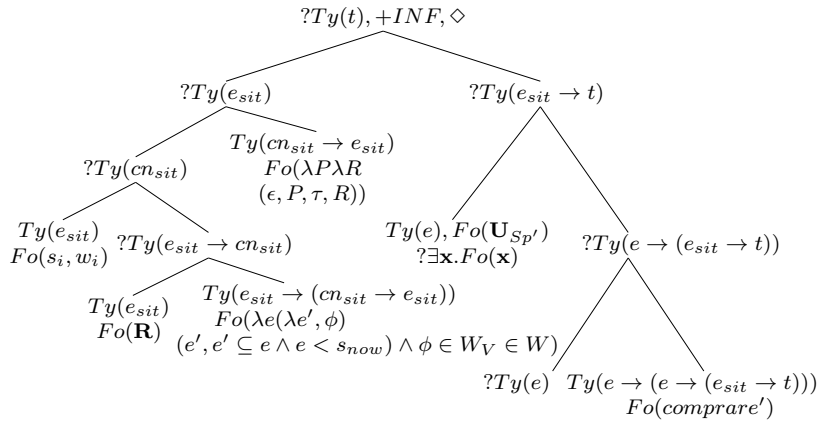 ?Ty(t), +INF, ◇
?Ty(e_sit) ?Ty(e_sit → t)
?Ty(cn_sit) Ty(cn_sit → e_sit)
Fo(λPλR
(ϵ, P, τ, R))
Ty(e_sit) ?Ty(e_sit → cn_sit) Ty(e), Fo(U_Sp′) ?Ty(e → (e_sit → t))
Fo(s_i, w_i) ?∃x.Fo(x)
Ty(e_sit) Ty(e_sit → (cn_sit → e_sit))
Fo(R) Fo(λe(λe′, ϕ)
(e′, e′ ⊆ e ∧ e < s_now) ∧ ϕ ∈ W_V ∈ W)
?Ty(e) Ty(e → (e → (e_sit → t)))
Fo(comprare′)